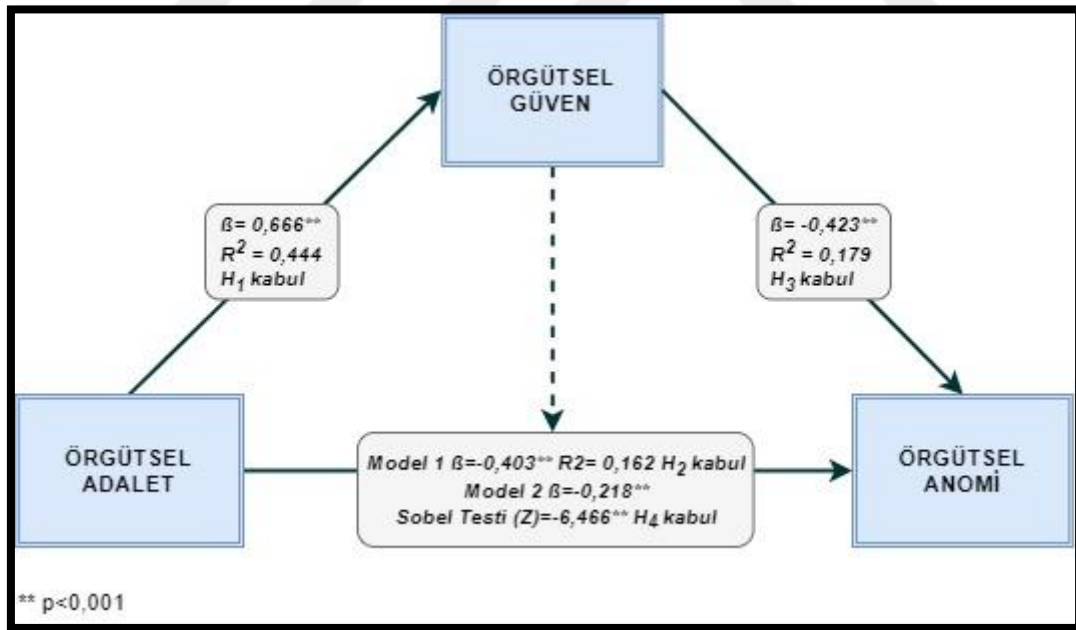 ÖRGÜTSEL
GÜVEN
ß= 0,666**
R² = 0,444
H₁ kabul
ß= -0,423**
R² = 0,179
H₃ kabul
ÖRGÜTSEL
ADALET
Model 1 ß=-0,403** R2= 0,162 H₂ kabul
Model 2 ß=-0,218**
Sobel Testi (Z)=-6,466** H₄ kabul
ÖRGÜTSEL
ANOMİ
** p<0,001